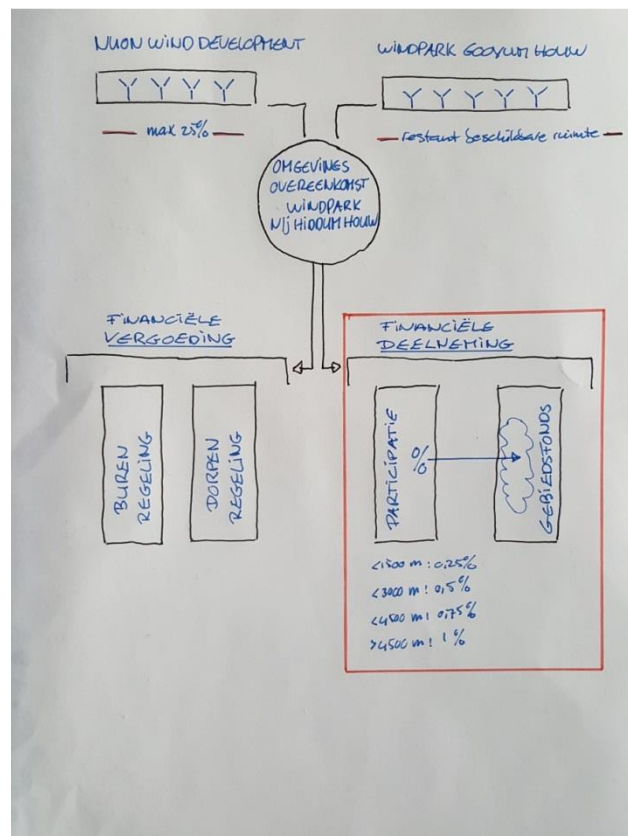 NUON WIND DEVELOPMENT
WINDPARK GOOYUM HOUW
Y Y Y Y
Y Y Y Y Y
max 25%
restant beschikbare ruimte
OMGEVINGS
OVEREENKOMST
WINDPARK
NIJ HIDDUM HOUW
FINANCIËLE
VERGOEDING
FINANCIËLE
DEELNEMING
BUREN
REGELING
DORPEN
REGELING
PARTICIPATIE
%
GEBIEDSFONDS
<1500 m : 0,25%
<3000 m : 0,5%
<4500 m : 0,75%
>4500 m : 1%